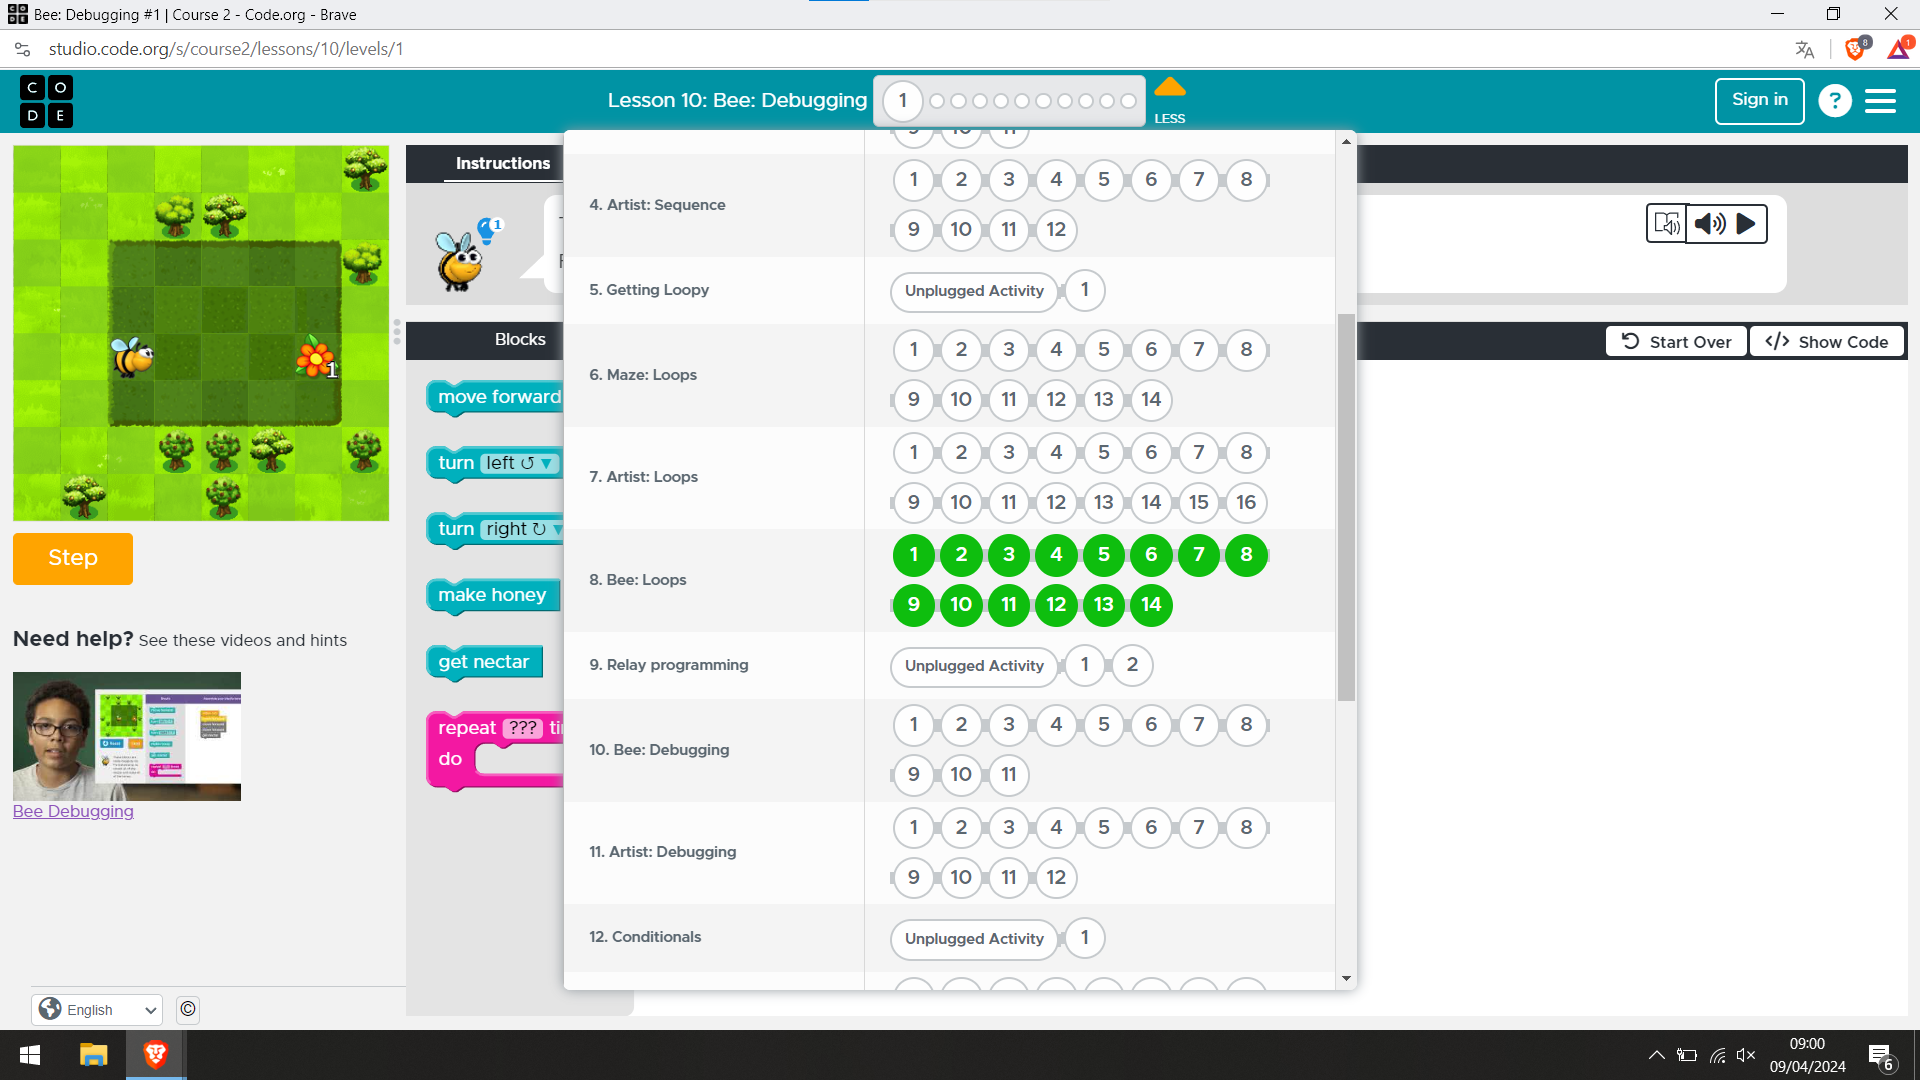 Bee: Debugging #1 | Course 2 - Code.org - Brave
studio.code.org/s/course2/lessons/10/levels/1
8
1
C O
D E
Lesson 10: Bee: Debugging
1
LESS
Sign in
?
Instructions
1
1
Step
Need help? See these videos and hints
Bee Debugging
Blocks
move forward
turn left ↺ ▼
turn right ↻ ▼
make honey
get nectar
repeat ???
do
4. Artist: Sequence
1 2 3 4 5 6 7 8
9 10 11 12
5. Getting Loopy
Unplugged Activity 1
6. Maze: Loops
1 2 3 4 5 6 7 8
9 10 11 12 13 14
7. Artist: Loops
1 2 3 4 5 6 7 8
9 10 11 12 13 14 15 16
8. Bee: Loops
1 2 3 4 5 6 7 8
9 10 11 12 13 14
9. Relay programming
Unplugged Activity 1 2
10. Bee: Debugging
1 2 3 4 5 6 7 8
9 10 11
11. Artist: Debugging
1 2 3 4 5 6 7 8
9 10 11 12
12. Conditionals
Unplugged Activity 1
Start Over
</> Show Code
English
©
09:00
09/04/2024
6